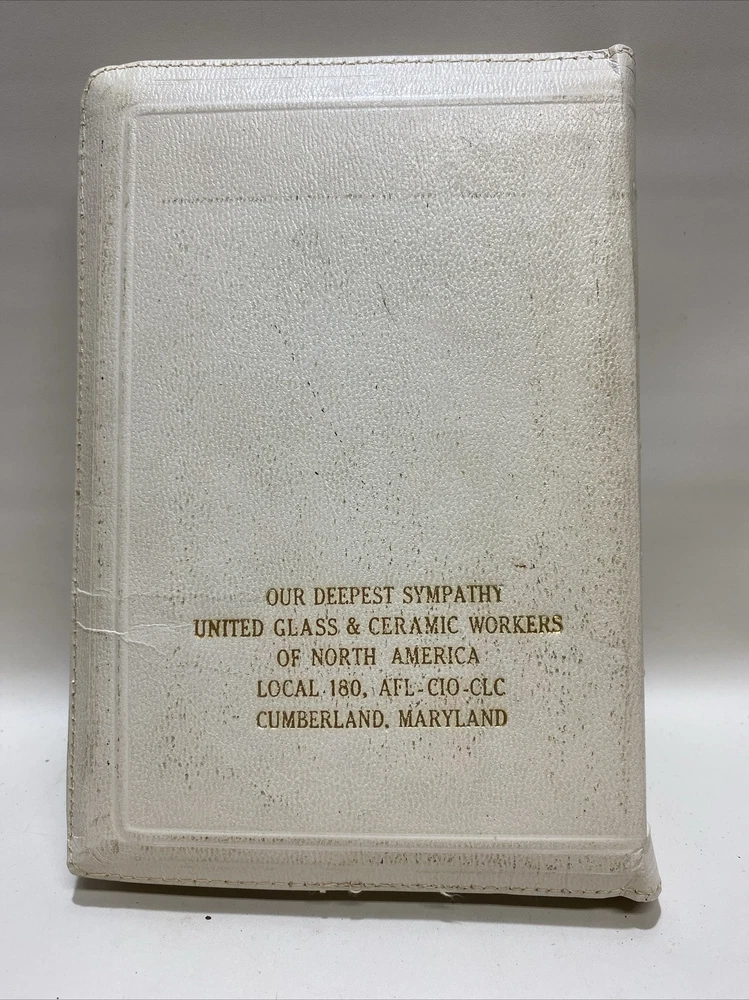 OUR DEEPEST SYMPATHY
UNITED GLASS & CERAMIC WORKERS
OF NORTH AMERICA
LOCAL 180, AFL-CIO-CLC
CUMBERLAND, MARYLAND